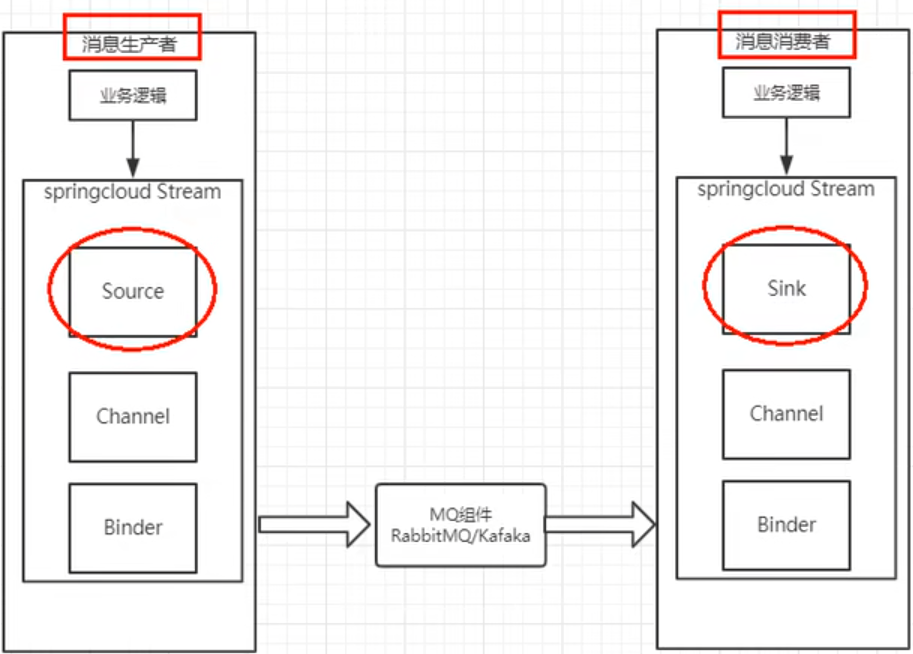 消息生产者
业务逻辑
springcloud Stream
Source
Channel
Binder
MQ组件
RabbitMQ/Kafaka
消息消费者
业务逻辑
springcloud Stream
Sink
Channel
Binder